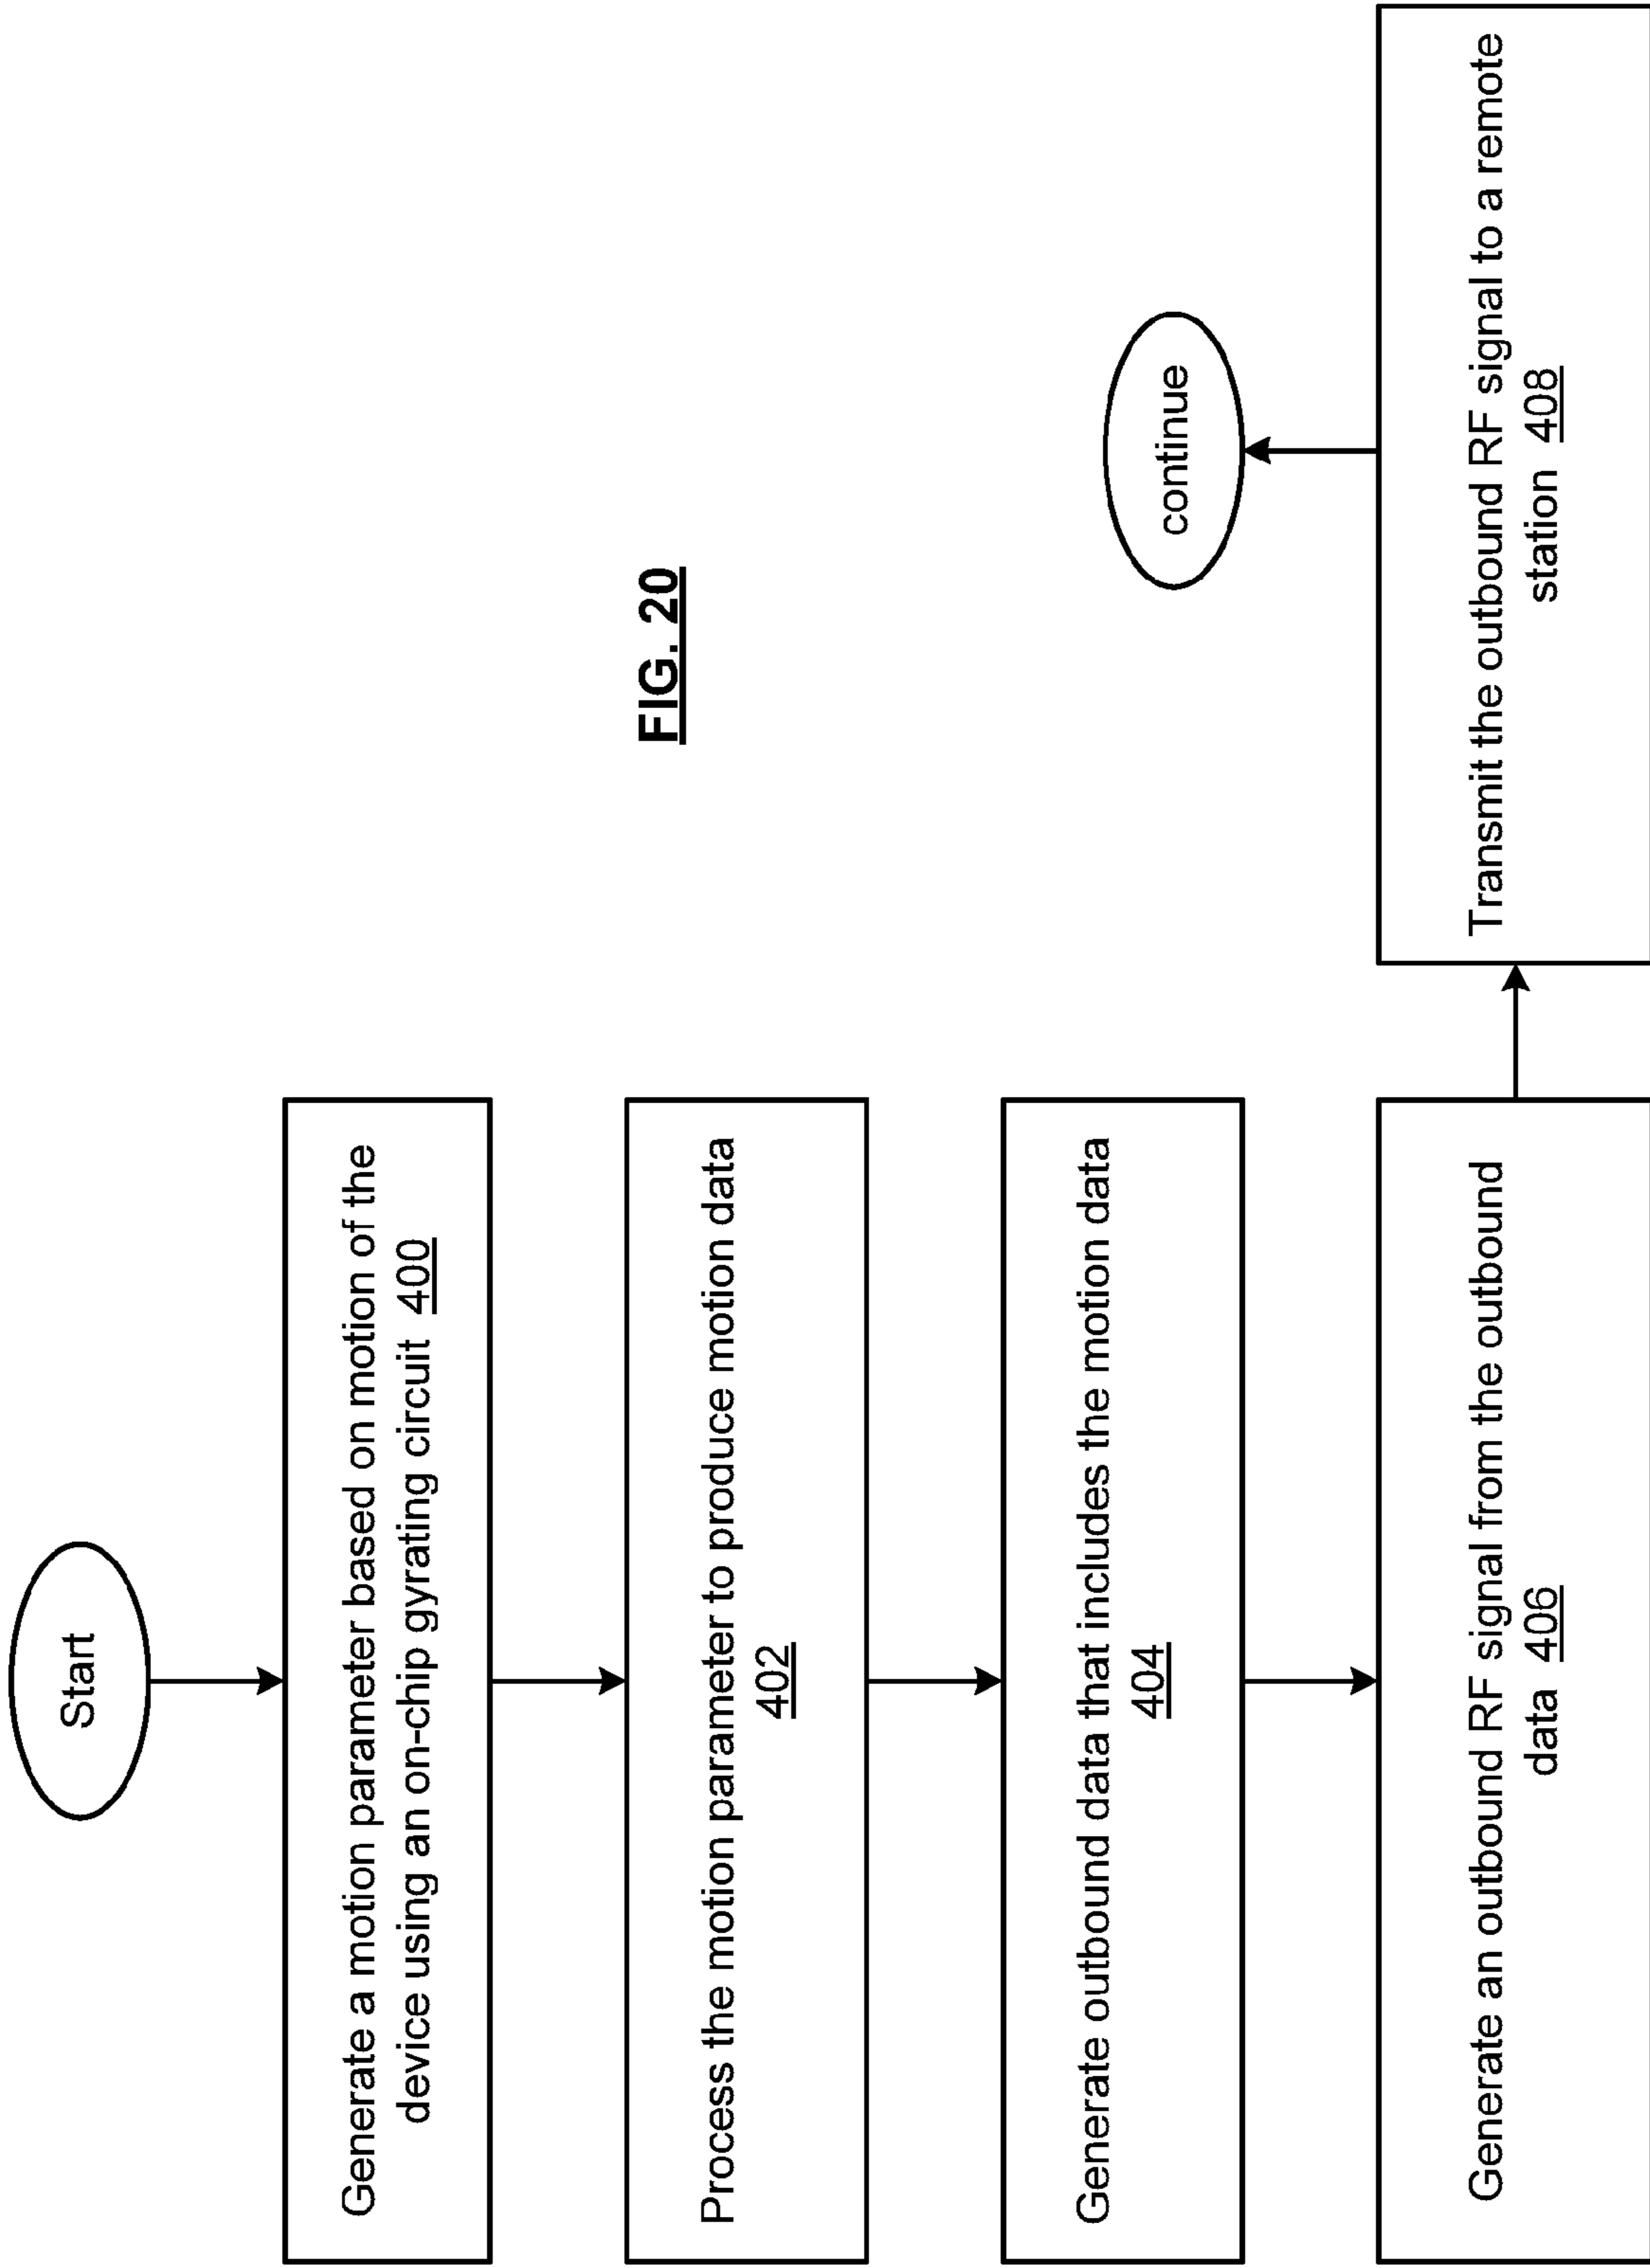 Start
Generate a motion parameter based on motion of the
device using an on-chip gyrating circuit 400
Process the motion parameter to produce motion data
402
Generate outbound data that includes the motion data
404
Generate an outbound RF signal from the outbound
data 406
Transmit the outbound RF signal to a remote
station 408
continue
FIG. 20